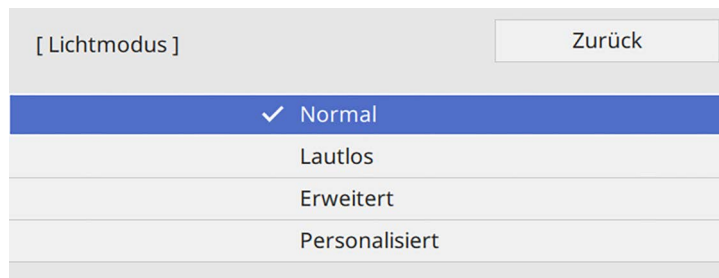 [ Lichtmodus ]
Zurück
Normal
Lautlos
Erweitert
Personalisiert